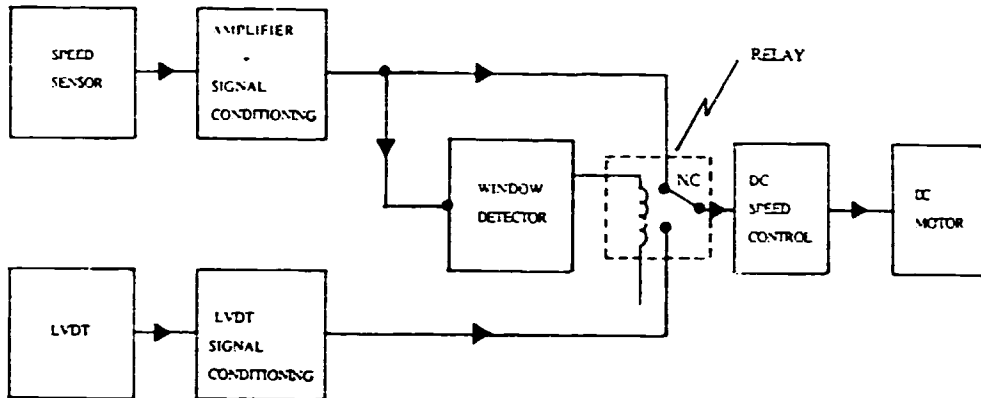 SPEED
SENSOR
AMPLIFIER
+
SIGNAL
CONDITIONING
RELAY
WINDOW
DETECTOR
NC
DC
SPEED
CONTROL
DC
MOTOR
LVDT
LVDT
SIGNAL
CONDITIONING